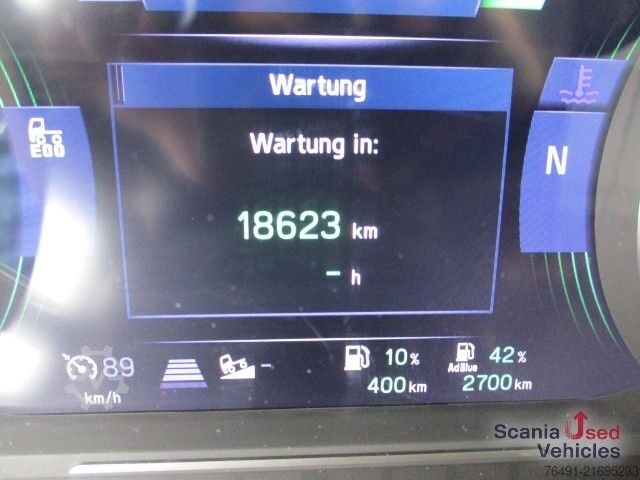 Wartung
Wartung in:
18623 km
- h
ECO
N
89
km/h
-
10%
400 km
AdBlue
42%
2700 km
Scania Used
Vehicles
76491-21695233